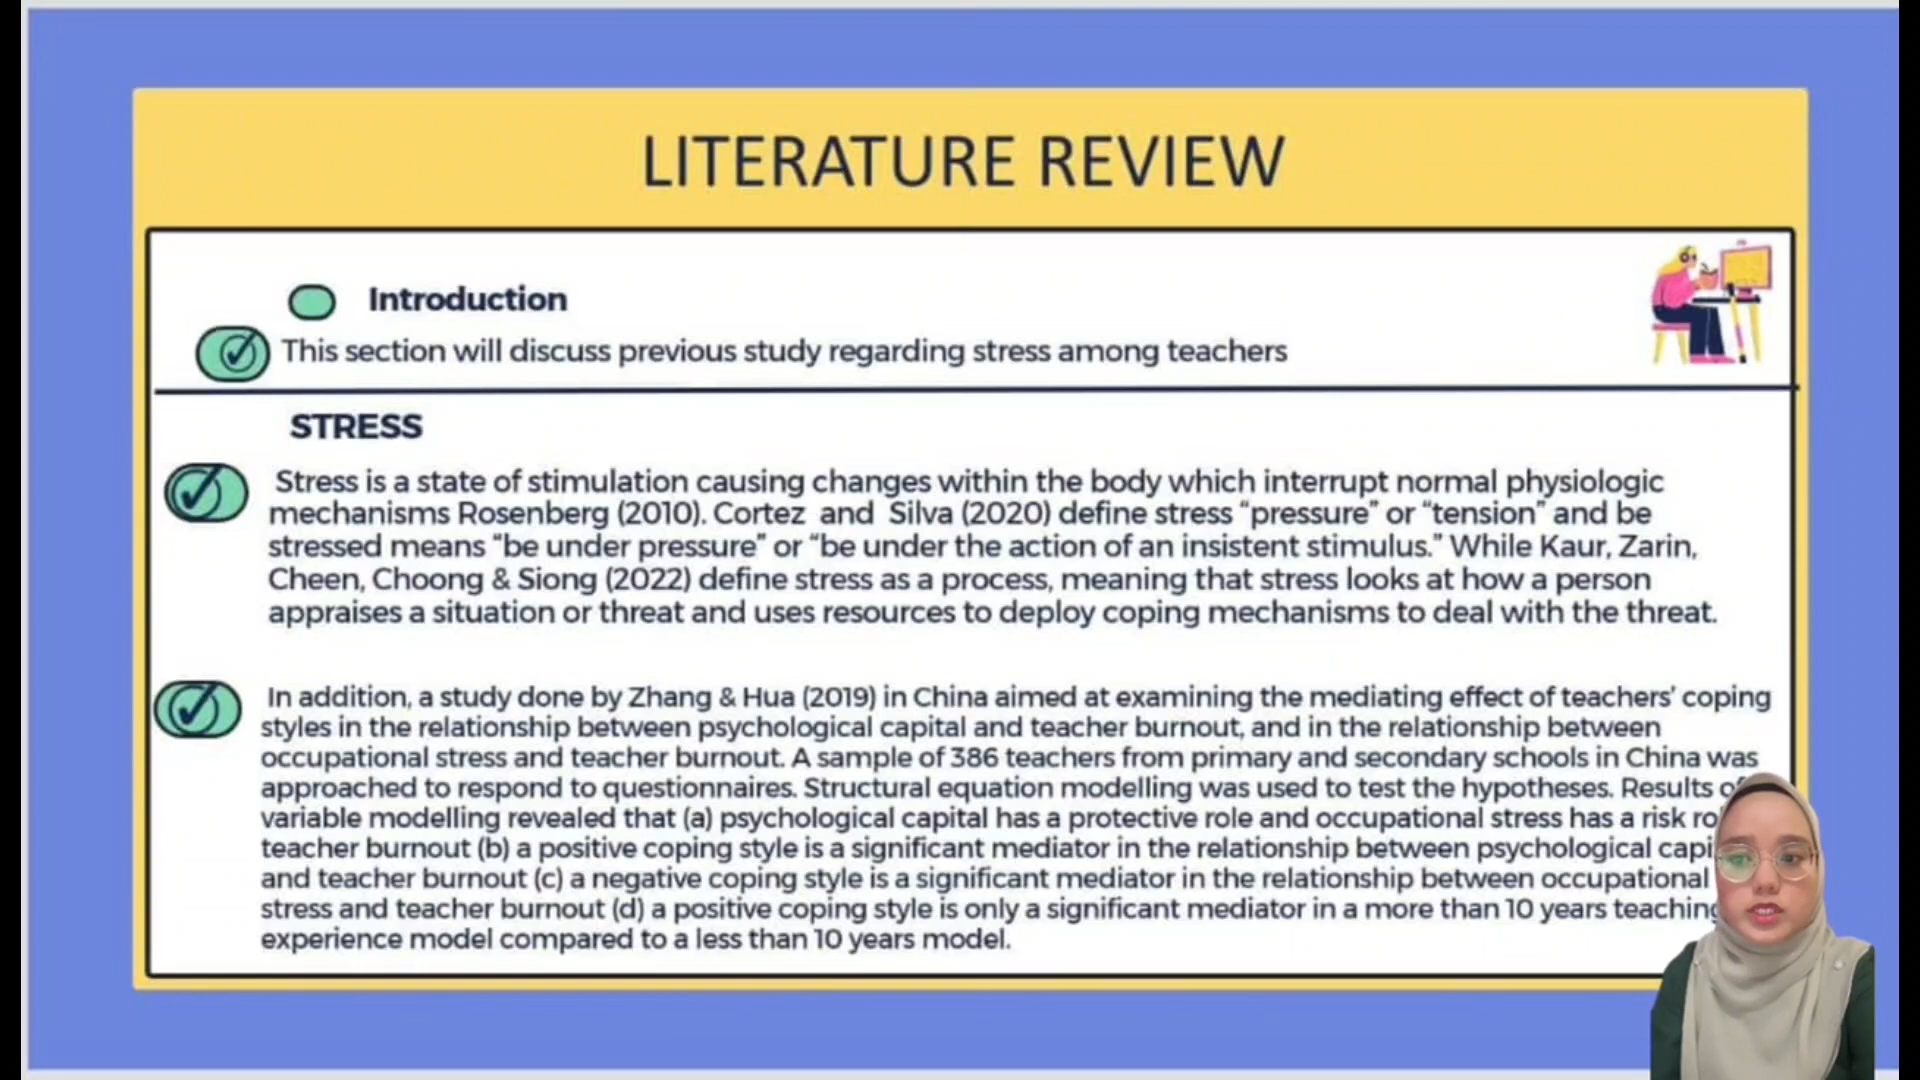 LITERATURE REVIEW
Introduction
This section will discuss previous study regarding stress among teachers
STRESS
Stress is a state of stimulation causing changes within the body which interrupt normal physiologic
mechanisms Rosenberg (2010). Cortez and Silva (2020) define stress “pressure” or “tension” and be
stressed means “be under pressure” or “be under the action of an insistent stimulus.” While Kaur, Zarin,
Cheen, Choong & Siong (2022) define stress as a process, meaning that stress looks at how a person
appraises a situation or threat and uses resources to deploy coping mechanisms to deal with the threat.
In addition, a study done by Zhang & Hua (2019) in China aimed at examining the mediating effect of teachers’ coping
styles in the relationship between psychological capital and teacher burnout, and in the relationship between
occupational stress and teacher burnout. A sample of 386 teachers from primary and secondary schools in China was
approached to respond to questionnaires. Structural equation modelling was used to test the hypotheses. Results
variable modelling revealed that (a) psychological capital has a protective role and occupational stress has a risk
teacher burnout (b) a positive coping style is a significant mediator in the relationship between psychological
and teacher burnout (c) a negative coping style is a significant mediator in the relationship between occupational
stress and teacher burnout (d) a positive coping style is only a significant mediator in a more than 10 years teaching
experience model compared to a less than 10 years model.